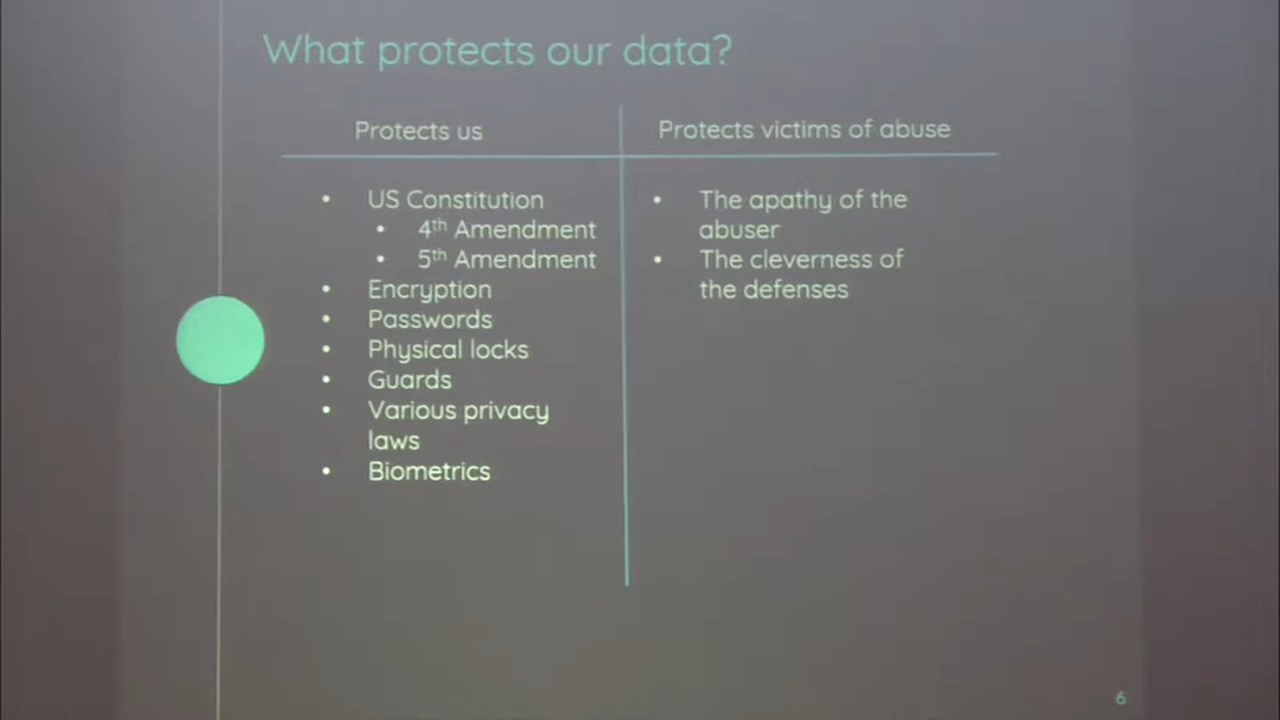 What protects our data?
Protects us
Protects victims of abuse
• US Constitution
• 4th Amendment
• 5th Amendment
• Encryption
• Passwords
• Physical locks
• Guards
• Various privacy
laws
• Biometrics
• The apathy of the
abuser
• The cleverness of
the defenses
6